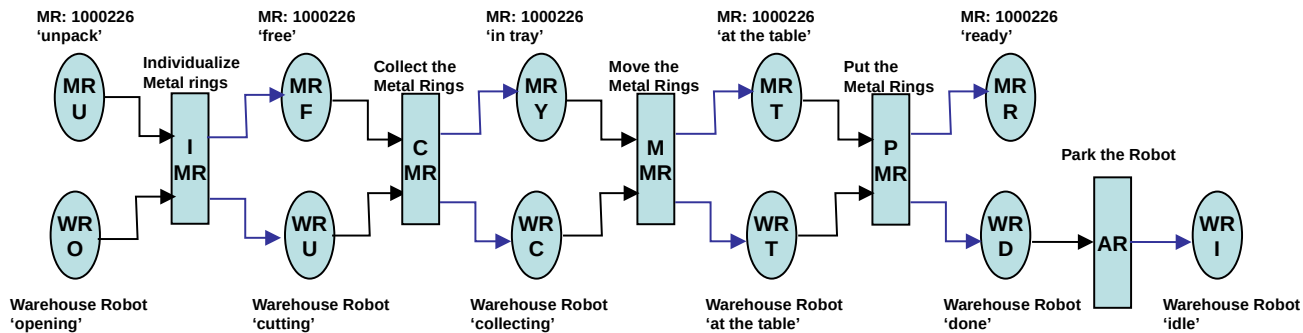 MR: 1000226
‘unpack’
MR: 1000226
‘free’
MR: 1000226
‘in tray’
MR: 1000226
‘at the table’
MR: 1000226
‘ready’
Individualize
Metal rings
Collect the
Metal Rings
Move the
Metal Rings
Put the
Metal Rings
MR
U
MR
F
MR
Y
MR
T
MR
R
I
MR
C
MR
M
MR
P
MR
Park the Robot
WR
O
WR
U
WR
C
WR
T
WR
D
AR
WR
I
Warehouse Robot
‘opening’
Warehouse Robot
‘cutting’
Warehouse Robot
‘collecting’
Warehouse Robot
‘at the table’
Warehouse Robot
‘done’
Warehouse Robot
‘idle’